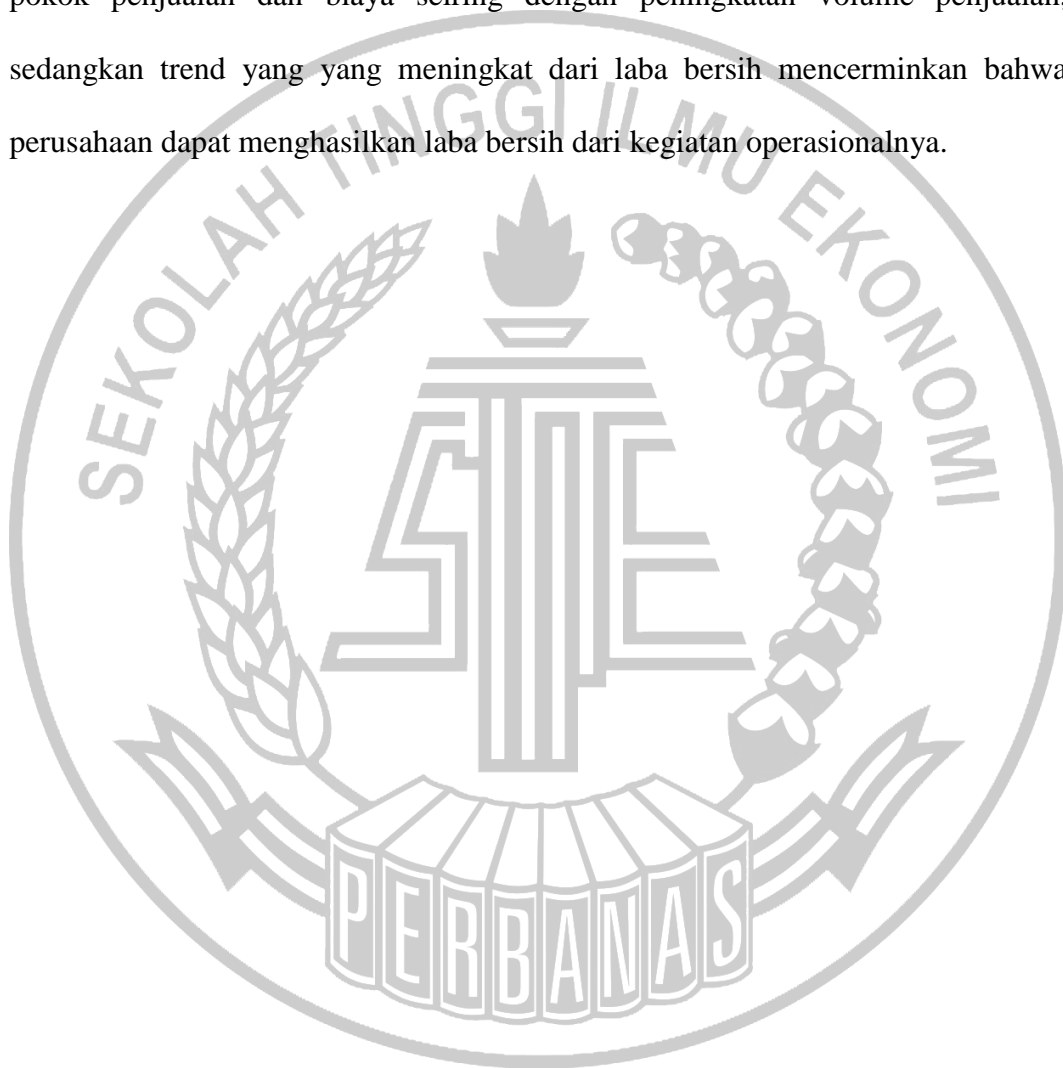 pokok penjualan dan biaya seiring dengan peningkatan volume penjualan,
sedangkan trend yang yang meningkat dari laba bersih mencerminkan bahwa
perusahaan dapat menghasilkan laba bersih dari kegiatan operasionalnya.
SEKOLAH TINGGI ILMU EKONOMI
STIE
PERBANAS